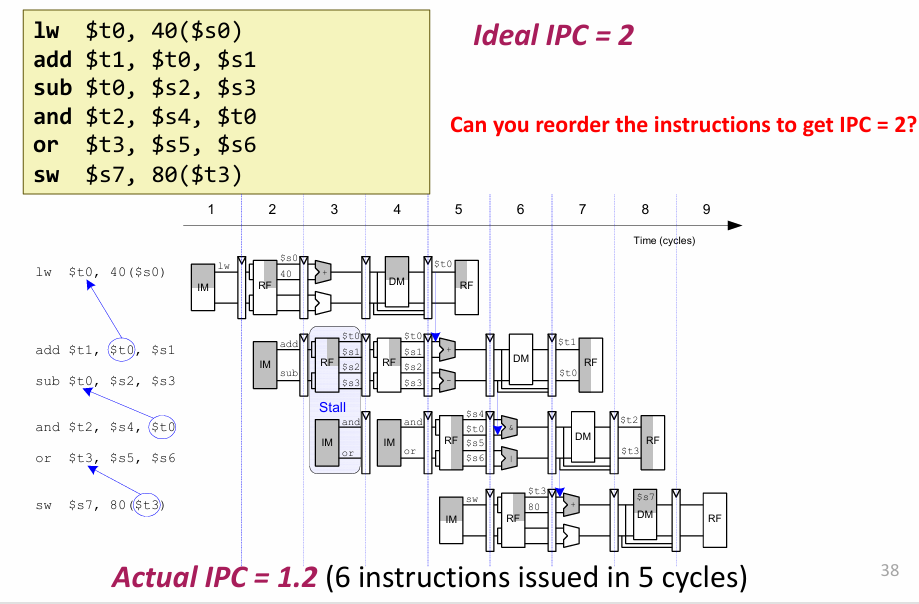 lw $t0, 40($s0)
add $t1, $t0, $s1
sub $t0, $s2, $s3
and $t2, $s4, $t0
or $t3, $s5, $s6
sw $s7, 80($t3)
Ideal IPC = 2
Can you reorder the instructions to get IPC = 2?
1 2 3 4 5 6 7 8 9
Time (cycles)
lw $t0, 40($s0)
IM lw RF $s0 40 + DM $t0 RF
add $t1, $t0, $s1
sub $t0, $s2, $s3
IM add sub RF $t0 $s1 $s2 $s3 RF $t0 $s1 $s2 $s3 + - DM $t1 $t0 RF
Stall
and $t2, $s4, $t0
or $t3, $s5, $s6
IM and or IM and or RF $s4 $t0 $s5 $s6 & | DM $t2 $t3 RF
sw $s7, 80($t3)
IM sw RF $t3 80 + $s7 DM RF
Actual IPC = 1.2 (6 instructions issued in 5 cycles)
38